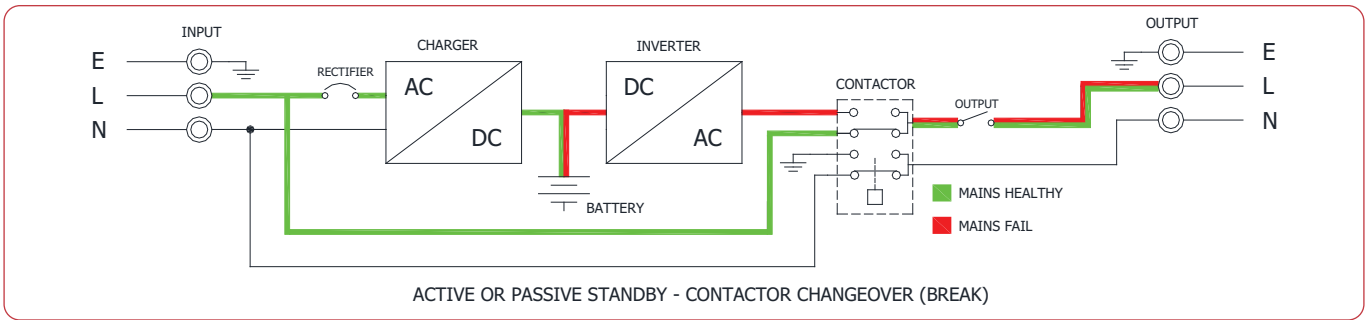 INPUT
E
L
N
RECTIFIER
CHARGER
AC
DC
BATTERY
INVERTER
DC
AC
CONTACTOR
OUTPUT
OUTPUT
E
L
N
MAINS HEALTHY
MAINS FAIL
ACTIVE OR PASSIVE STANDBY - CONTACTOR CHANGEOVER (BREAK)